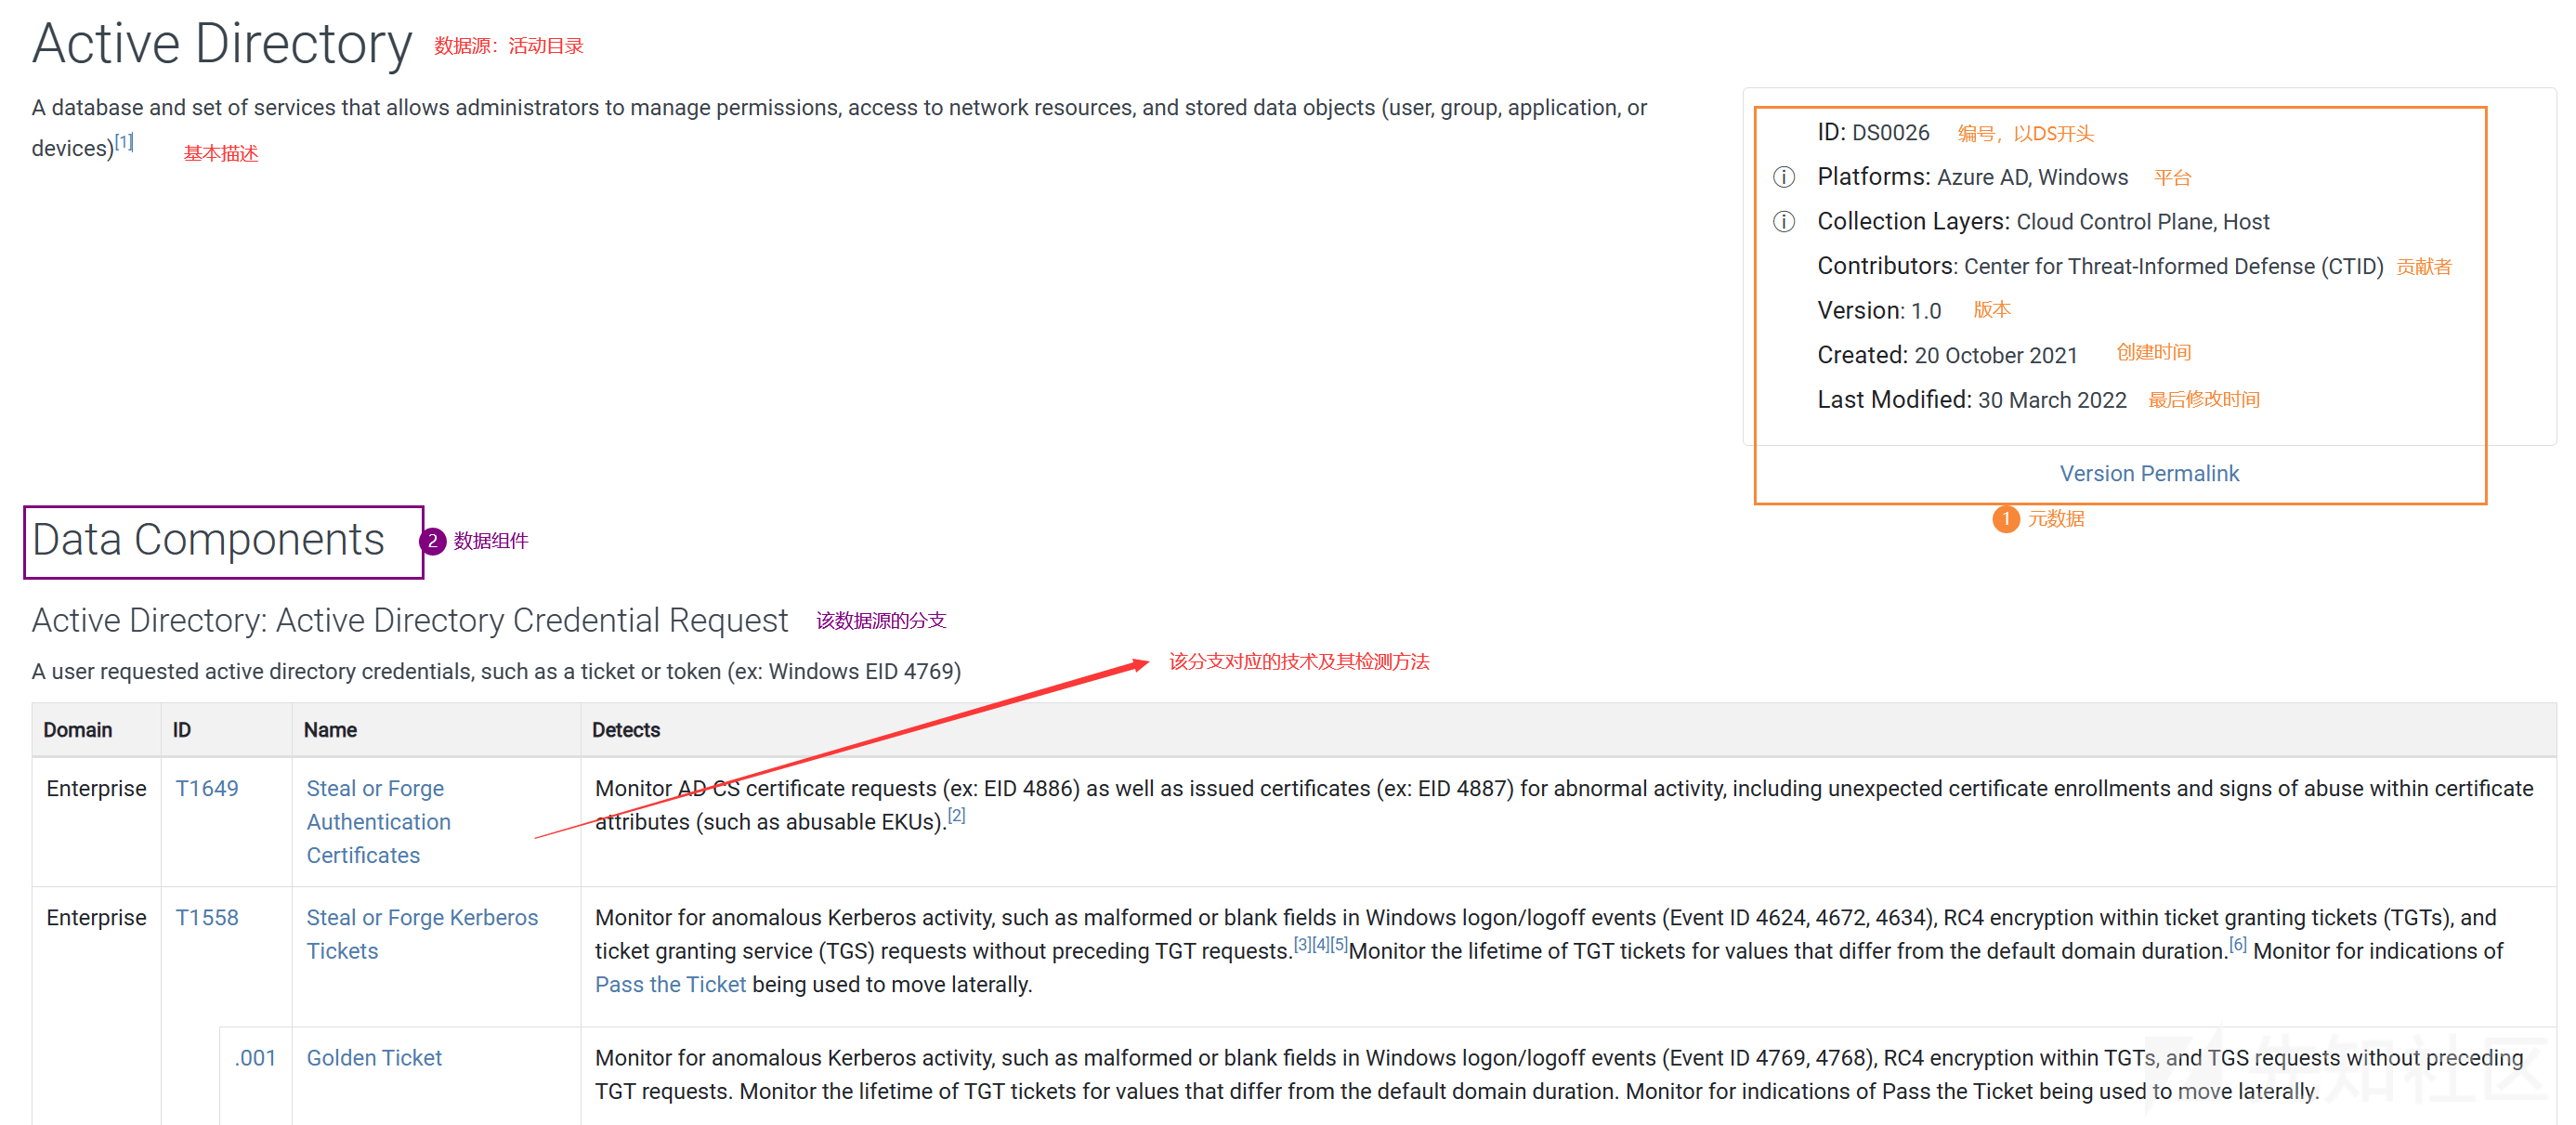 Active Directory 数据源：活动目录
A database and set of services that allows administrators to manage permissions, access to network resources, and stored data objects (user, group, application, or
devices)[1] 基本描述
ID: DS0026 编号，以DS开头
Platforms: Azure AD, Windows 平台
Collection Layers: Cloud Control Plane, Host
Contributors: Center for Threat-Informed Defense (CTID) 贡献者
Version: 1.0 版本
Created: 20 October 2021 创建时间
Last Modified: 30 March 2022 最后修改时间
Version Permalink
1 元数据
Data Components 2 数据组件
Active Directory: Active Directory Credential Request 该数据源的分支
A user requested active directory credentials, such as a ticket or token (ex: Windows EID 4769)
该分支对应的技术及其检测方法
Domain ID Name Detects
Enterprise T1649 Steal or Forge Authentication Certificates
Monitor AD CS certificate requests (ex: EID 4886) as well as issued certificates (ex: EID 4887) for abnormal activity, including unexpected certificate enrollments and signs of abuse within certificate
attributes (such as abusable EKUs).[2]
Enterprise T1558 Steal or Forge Kerberos Tickets
Monitor for anomalous Kerberos activity, such as malformed or blank fields in Windows logon/logoff events (Event ID 4624, 4672, 4634), RC4 encryption within ticket granting tickets (TGTs), and
ticket granting service (TGS) requests without preceding TGT requests.[3][4][5]Monitor the lifetime of TGT tickets for values that differ from the default domain duration.[6] Monitor for indications of
Pass the Ticket being used to move laterally.
.001 Golden Ticket
Monitor for anomalous Kerberos activity, such as malformed or blank fields in Windows logon/logoff events (Event ID 4769, 4768), RC4 encryption within TGTs, and TGS requests without preceding
TGT requests. Monitor the lifetime of TGT tickets for values that differ from the default domain duration. Monitor for indications of Pass the Ticket being used to move laterally.
先知社区